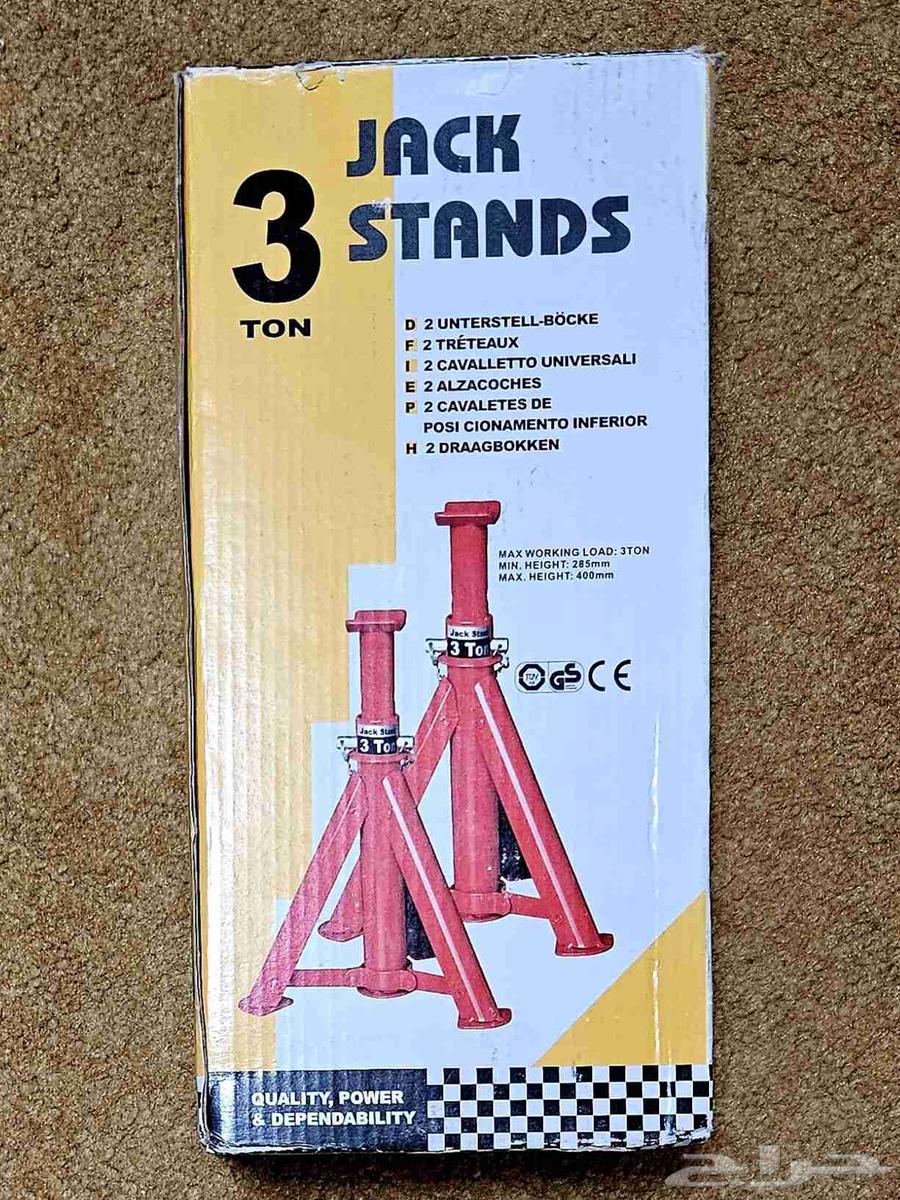 JACK
STANDS
3
TON
D 2 UNTERSTELL-BÖCKE
F 2 TRÉTEAUX
I 2 CAVALLETTO UNIVERSALI
E 2 ALZACOCHES
P 2 CAVALETES DE
POSI CIONAMENTO INFERIOR
H 2 DRAAGBOKKEN
MAX WORKING LOAD: 3TON
MIN. HEIGHT: 285mm
MAX. HEIGHT: 400mm
Jack Stand
3 Ton
TÜV GS CE
Jack Stand
3 Ton
QUALITY, POWER
& DEPENDABILITY
حراج